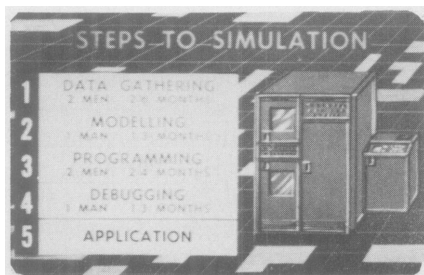 STEPS TO SIMULATION
1 DATA GATHERING
2 MEN 2-6 MONTHS
2 MODELLING
1 MAN 1-3 MONTHS
3 PROGRAMMING
2 MEN 2-4 MONTHS
4 DEBUGGING
1 MAN 1-3 MONTHS
5 APPLICATION